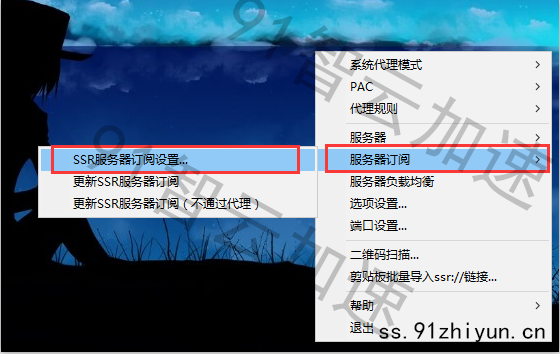 系统代理模式
PAC
代理规则
服务器
服务器订阅
服务器负载均衡
选项设置...
端口设置...
二维码扫描...
剪贴板批量导入ssr://链接...
帮助
退出
SSR服务器订阅设置...
更新SSR服务器订阅
更新SSR服务器订阅（不通过代理）
91智云加速
91智云加速
ss.91zhiyun.cn